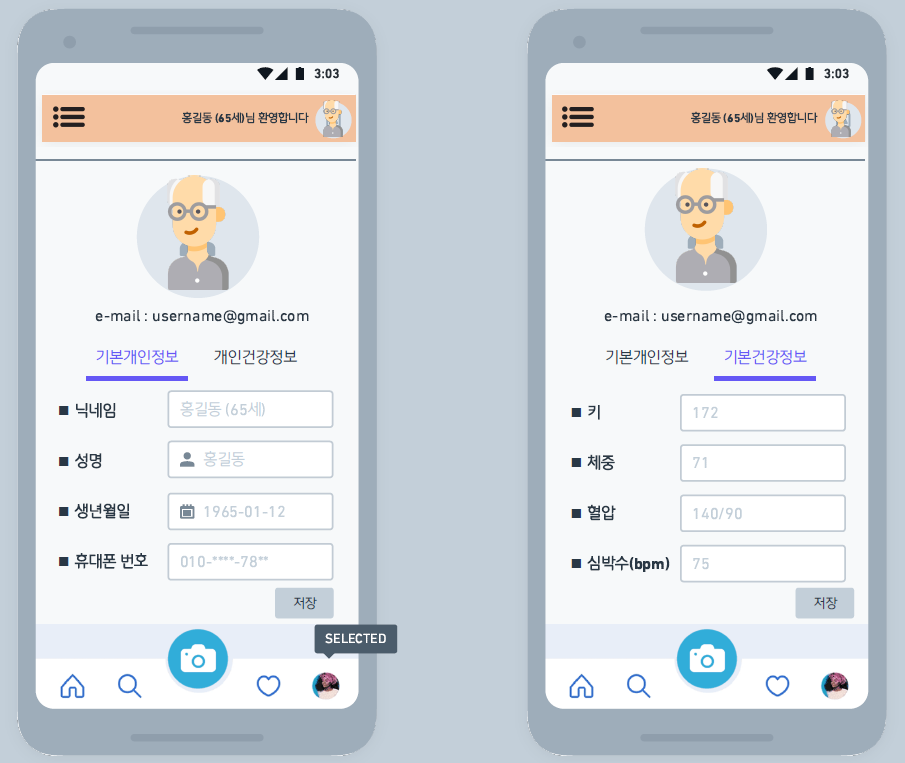 3:03
홍길동 (65세)님 환영합니다
e-mail : username@gmail.com
기본개인정보 개인건강정보
닉네임 홍길동 (65세)
성명 홍길동
생년월일 1965-01-12
휴대폰 번호 010-****-78**
저장
SELECTED
3:03
홍길동 (65세)님 환영합니다
e-mail : username@gmail.com
기본개인정보 기본건강정보
키 172
체중 71
혈압 140/90
심박수(bpm) 75
저장